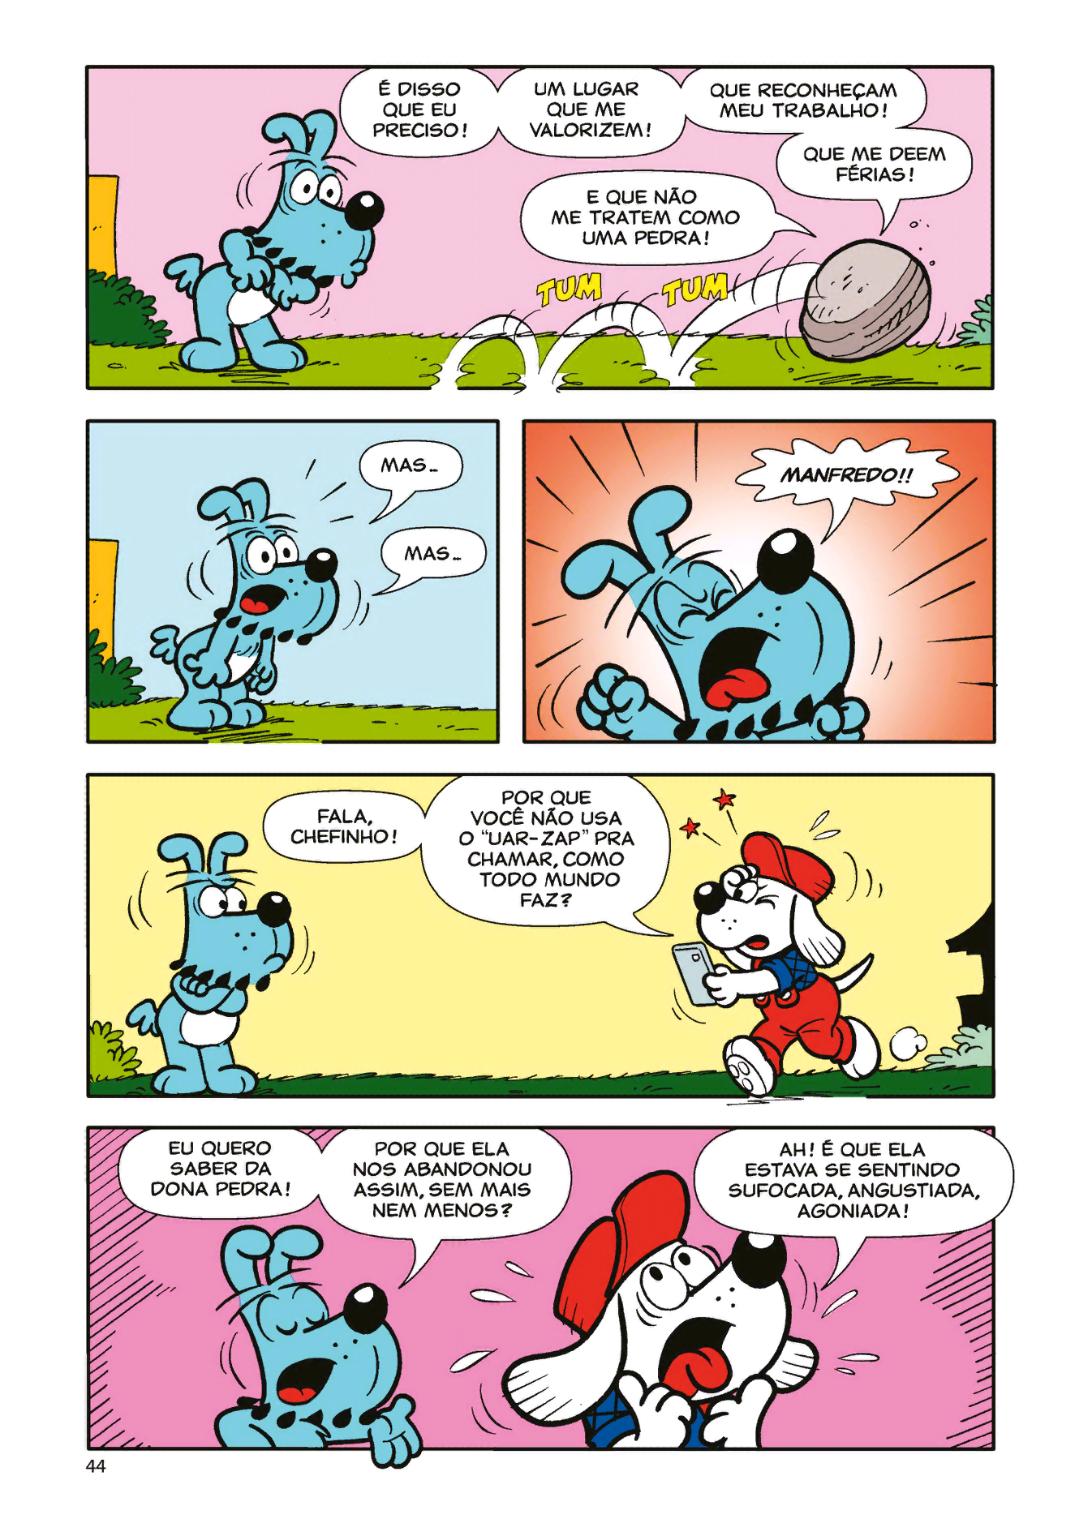 É DISSO
QUE EU
PRECISO!
UM LUGAR
QUE ME
VALORIZEM!
QUE RECONHEÇAM
MEU TRABALHO!
QUE ME DEEM
FÉRIAS!
E QUE NÃO
ME TRATEM COMO
UMA PEDRA!
TUM
TUM
MAS...
MAS...
MANFREDO!!
FALA,
CHEFINHO!
POR QUE
VOCÊ NÃO USA
O "UAR-ZAP" PRA
CHAMAR, COMO
TODO MUNDO
FAZ?
EU QUERO
SABER DA
DONA PEDRA!
POR QUE ELA
NOS ABANDONOU
ASSIM, SEM MAIS
NEM MENOS?
AH! É QUE ELA
ESTAVA SE SENTINDO
SUFOCADA, ANGUSTIADA,
AGONIADA!
44